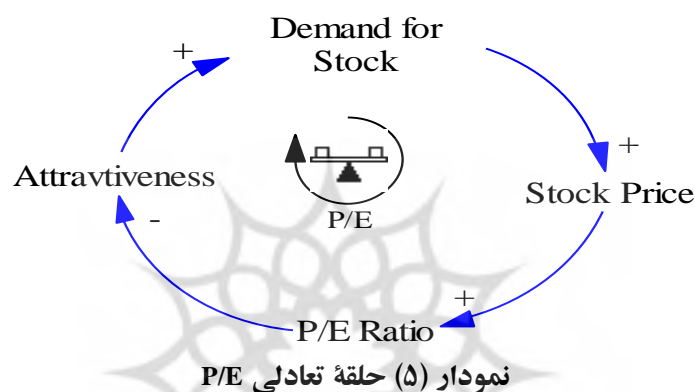 Demand for
Stock
+
+
Attravtiveness
Stock Price
P/E
-
+
P/E Ratio
نمودار (۵) حلقهٔ تعادلی P/E